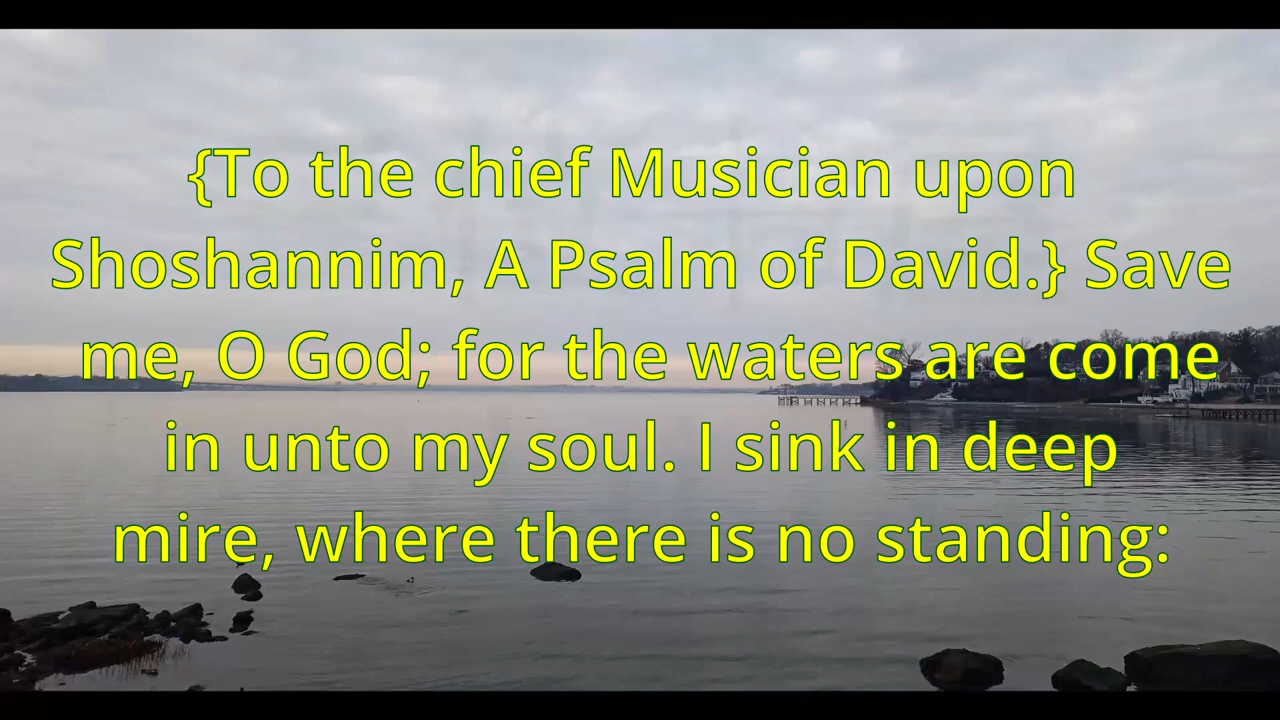 {To the chief Musician upon
Shoshannim, A Psalm of David.} Save
me, O God; for the waters are come
in unto my soul. I sink in deep
mire, where there is no standing: